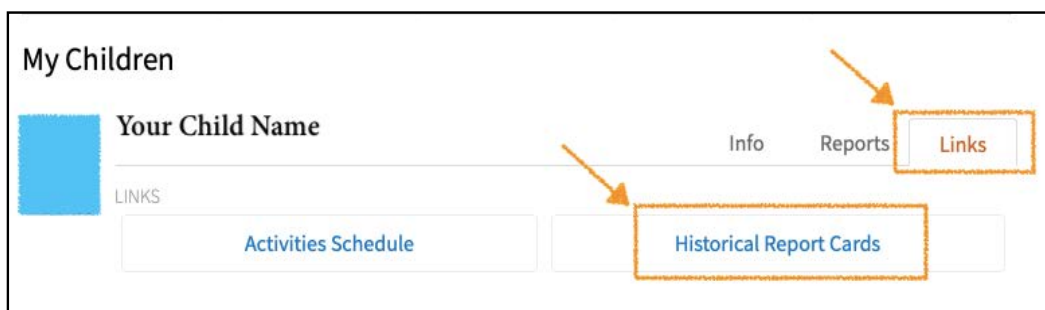 My Children
Your Child Name
Info Reports Links
LINKS
Activities Schedule Historical Report Cards